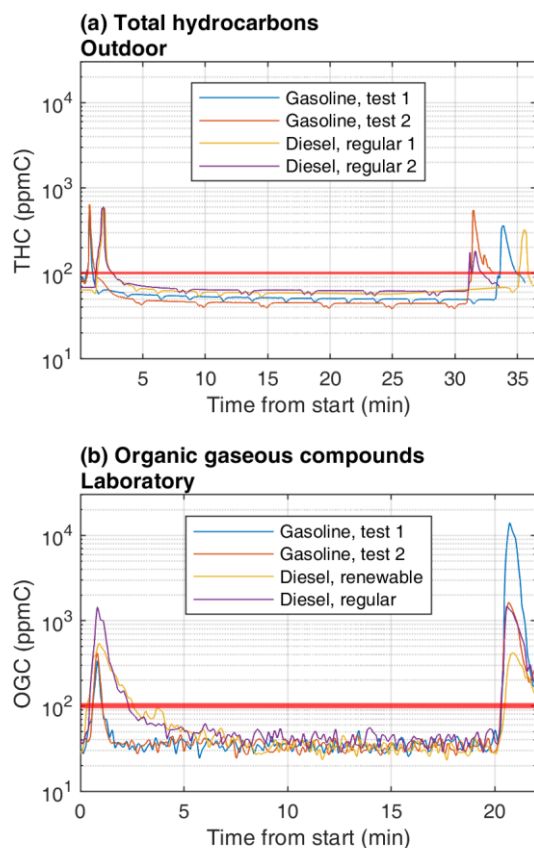 (a) Total hydrocarbons
Outdoor
10^4
Gasoline, test 1
Gasoline, test 2
Diesel, regular 1
Diesel, regular 2
10^3
10^2
10^1
THC (ppmC)
5 10 15 20 25 30 35
Time from start (min)
(b) Organic gaseous compounds
Laboratory
10^4
Gasoline, test 1
Gasoline, test 2
Diesel, renewable
Diesel, regular
10^3
10^2
10^1
OGC (ppmC)
0 5 10 15 20
Time from start (min)